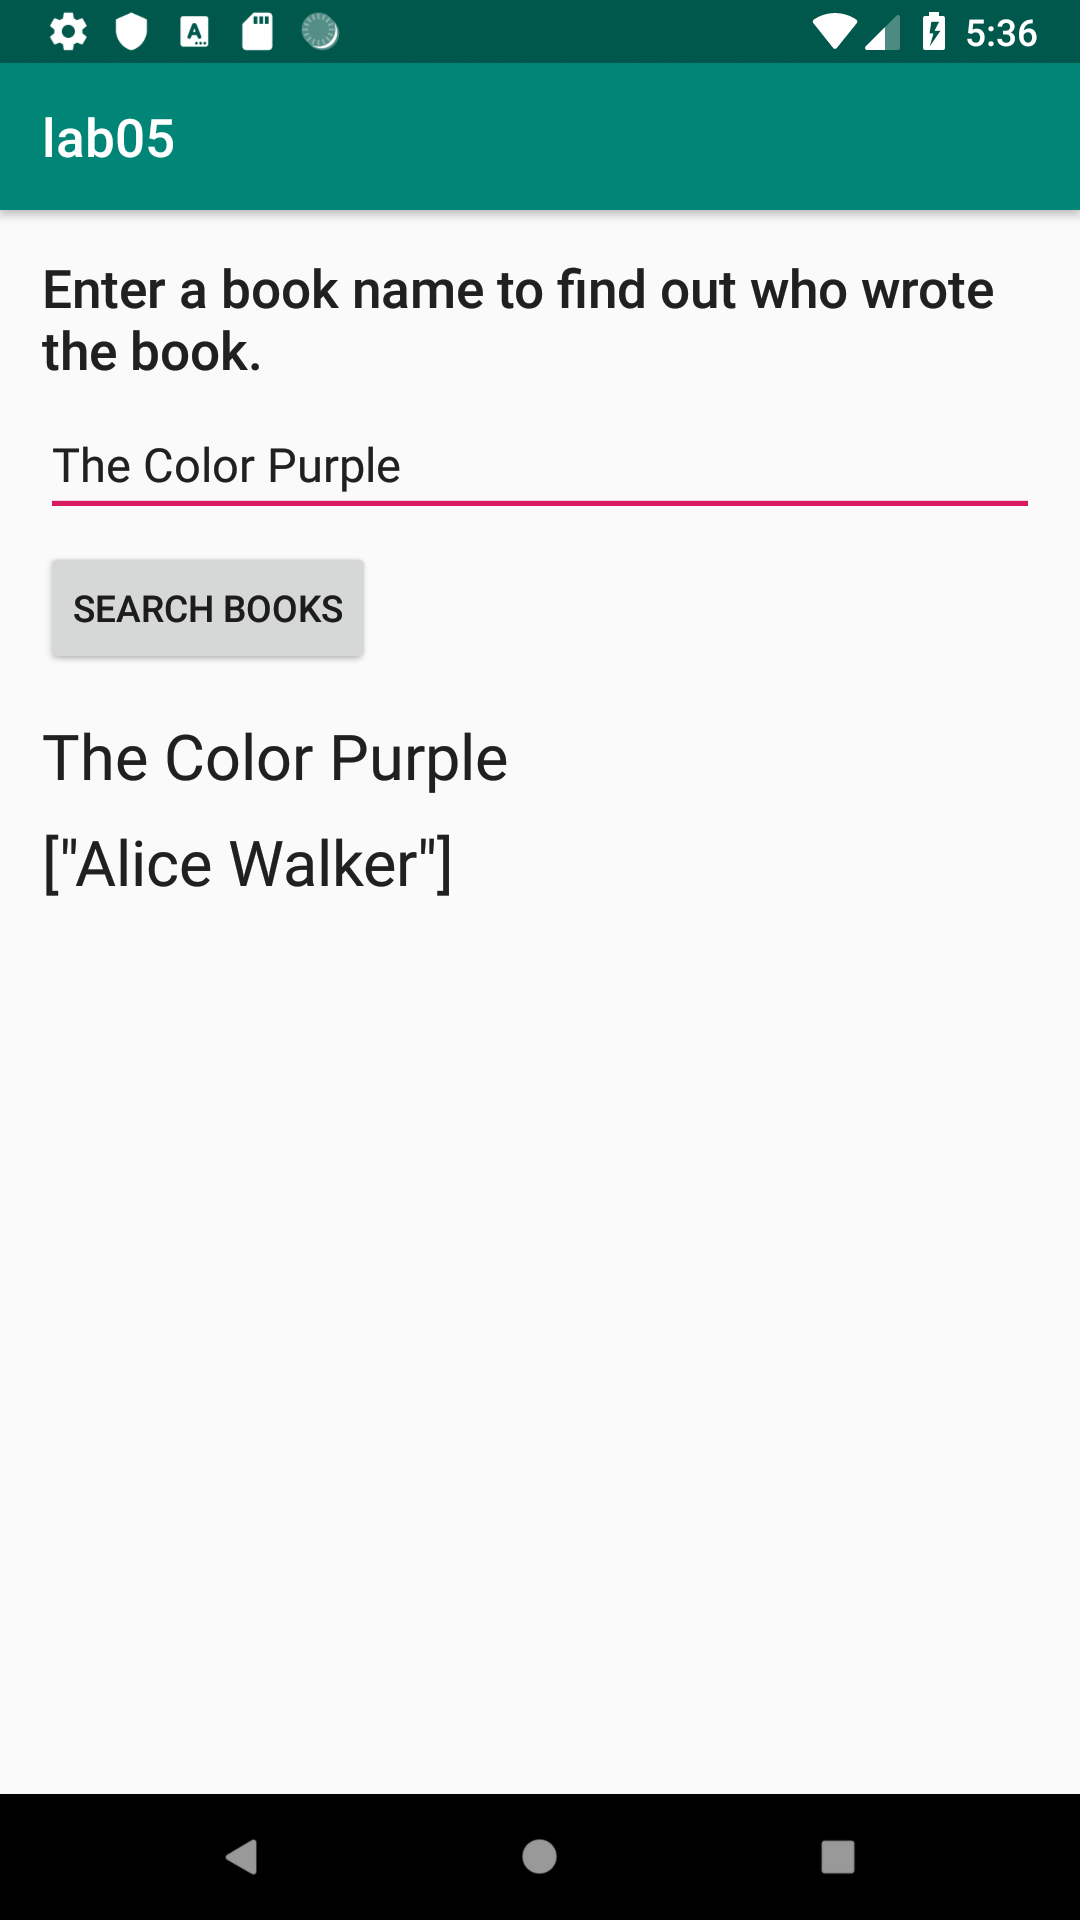 5:36
lab05
Enter a book name to find out who wrote
the book.
The Color Purple
SEARCH BOOKS
The Color Purple
["Alice Walker"]